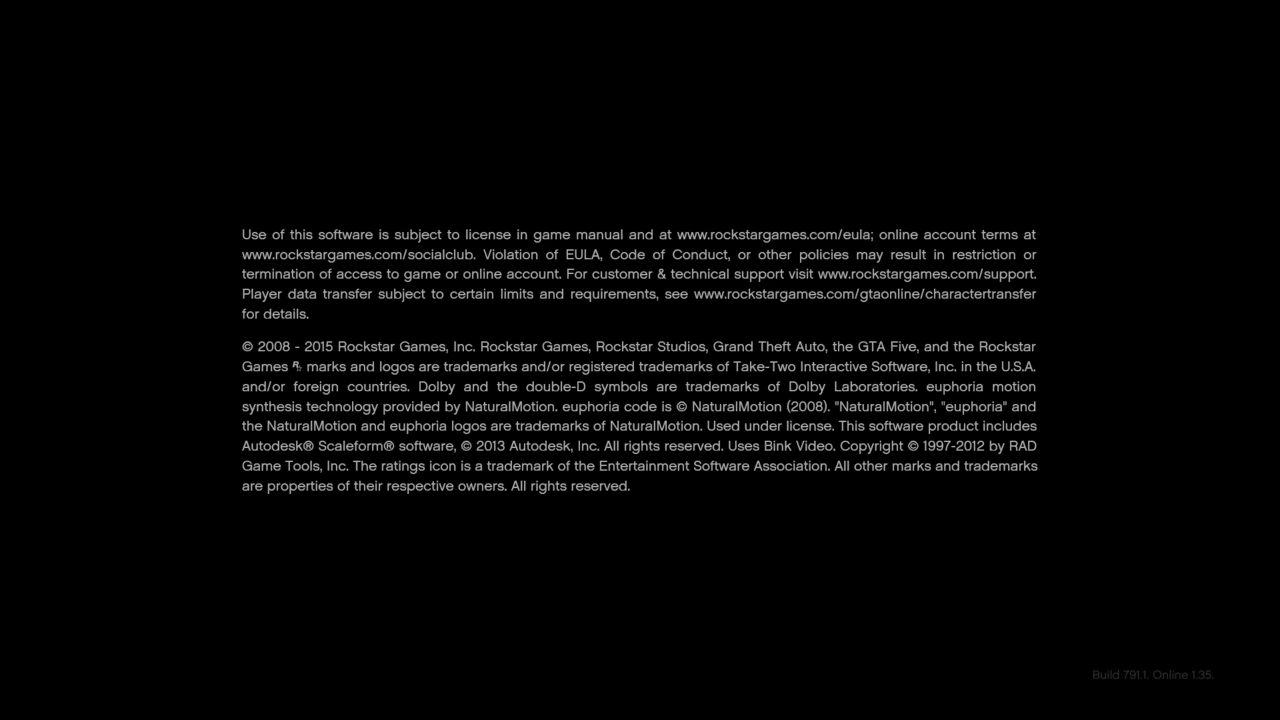 Use of this software is subject to license in game manual and at www.rockstargames.com/eula; online account terms at
www.rockstargames.com/socialclub. Violation of EULA, Code of Conduct, or other policies may result in restriction or
termination of access to game or online account. For customer & technical support visit www.rockstargames.com/support.
Player data transfer subject to certain limits and requirements, see www.rockstargames.com/gtaonline/charactertransfer
for details.
© 2008 - 2015 Rockstar Games, Inc. Rockstar Games, Rockstar Studios, Grand Theft Auto, the GTA Five, and the Rockstar
Games R* marks and logos are trademarks and/or registered trademarks of Take-Two Interactive Software, Inc. in the U.S.A.
and/or foreign countries. Dolby and the double-D symbols are trademarks of Dolby Laboratories. euphoria motion
synthesis technology provided by NaturalMotion. euphoria code is © NaturalMotion (2008). "NaturalMotion", "euphoria" and
the NaturalMotion and euphoria logos are trademarks of NaturalMotion. Used under license. This software product includes
Autodesk® Scaleform® software, © 2013 Autodesk, Inc. All rights reserved. Uses Bink Video. Copyright © 1997-2012 by RAD
Game Tools, Inc. The ratings icon is a trademark of the Entertainment Software Association. All other marks and trademarks
are properties of their respective owners. All rights reserved.
Build 791.1. Online 1.35.